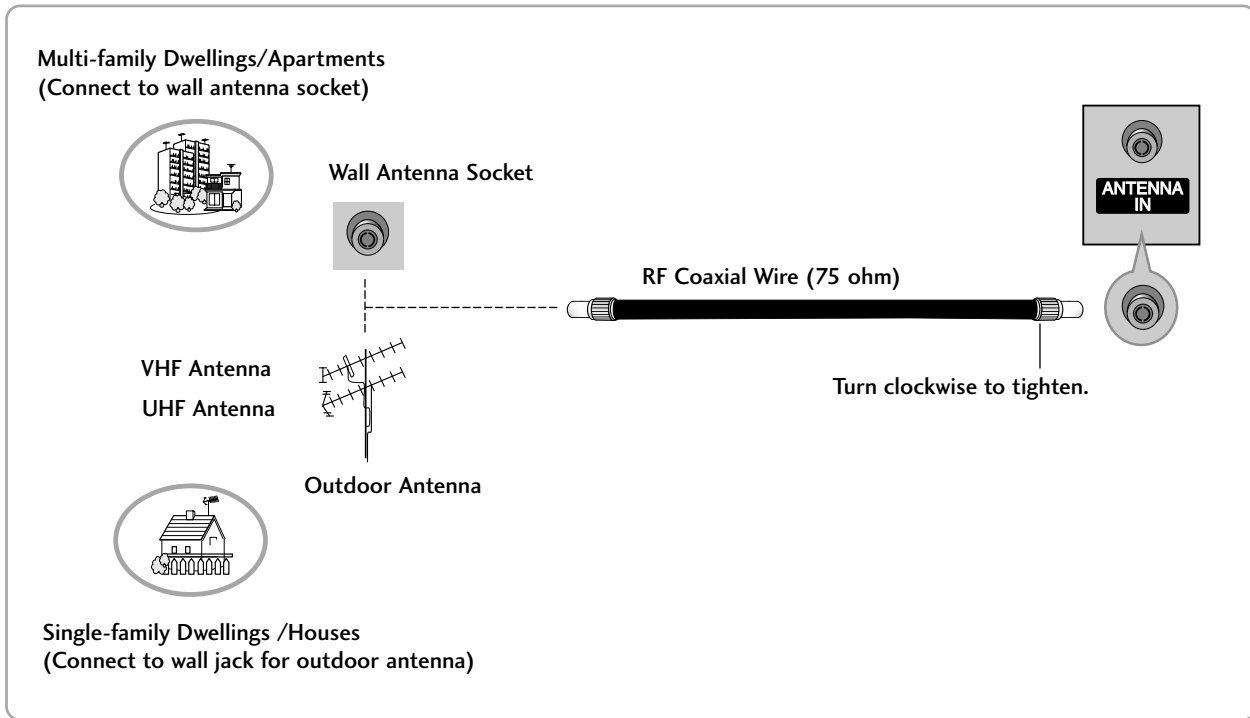 Multi-family Dwellings/Apartments
(Connect to wall antenna socket)
Wall Antenna Socket
ANTENNA
IN
RF Coaxial Wire (75 ohm)
VHF Antenna
UHF Antenna
Turn clockwise to tighten.
Outdoor Antenna
Single-family Dwellings /Houses
(Connect to wall jack for outdoor antenna)